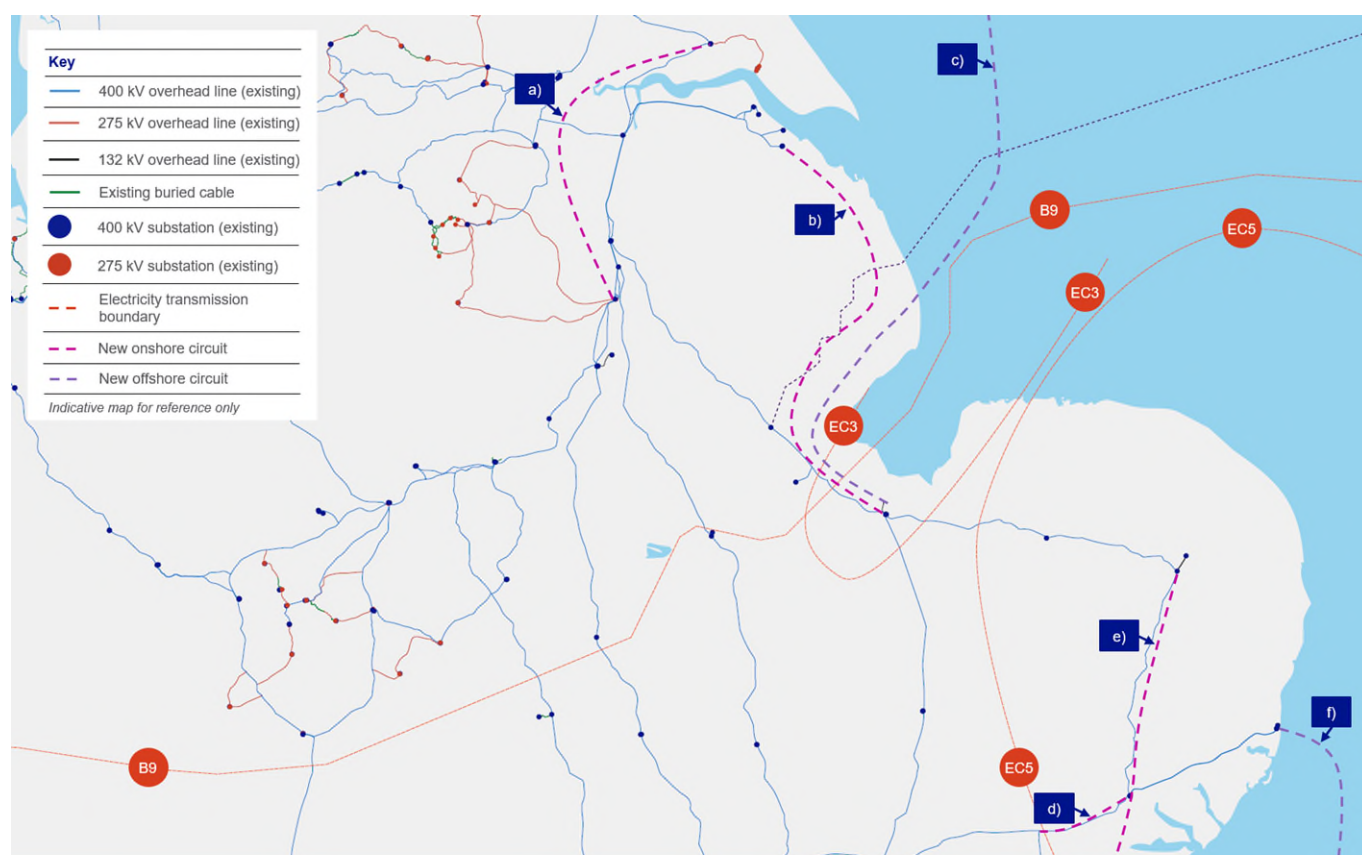 Key
400 kV overhead line (existing)
275 kV overhead line (existing)
132 kV overhead line (existing)
Existing buried cable
400 kV substation (existing)
275 kV substation (existing)
Electricity transmission
boundary
New onshore circuit
New offshore circuit
Indicative map for reference only
a)
c)
b)
B9
EC5
EC3
EC3
e)
f)
B9
EC5
d)